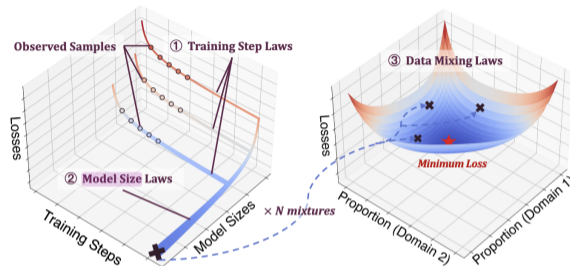 Observed Samples
① Training Step Laws
Losses
② Model Size Laws
Training Steps
Model Sizes
× N mixtures
③ Data Mixing Laws
Losses
Minimum Loss
Proportion (Domain 2)
Proportion (Domain 1)